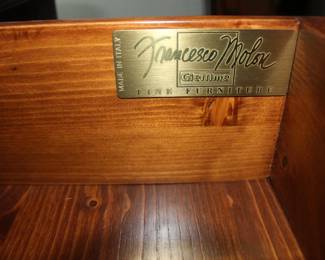 MADE IN ITALY
Francesco Molon
Giemme
FINE FURNITURE